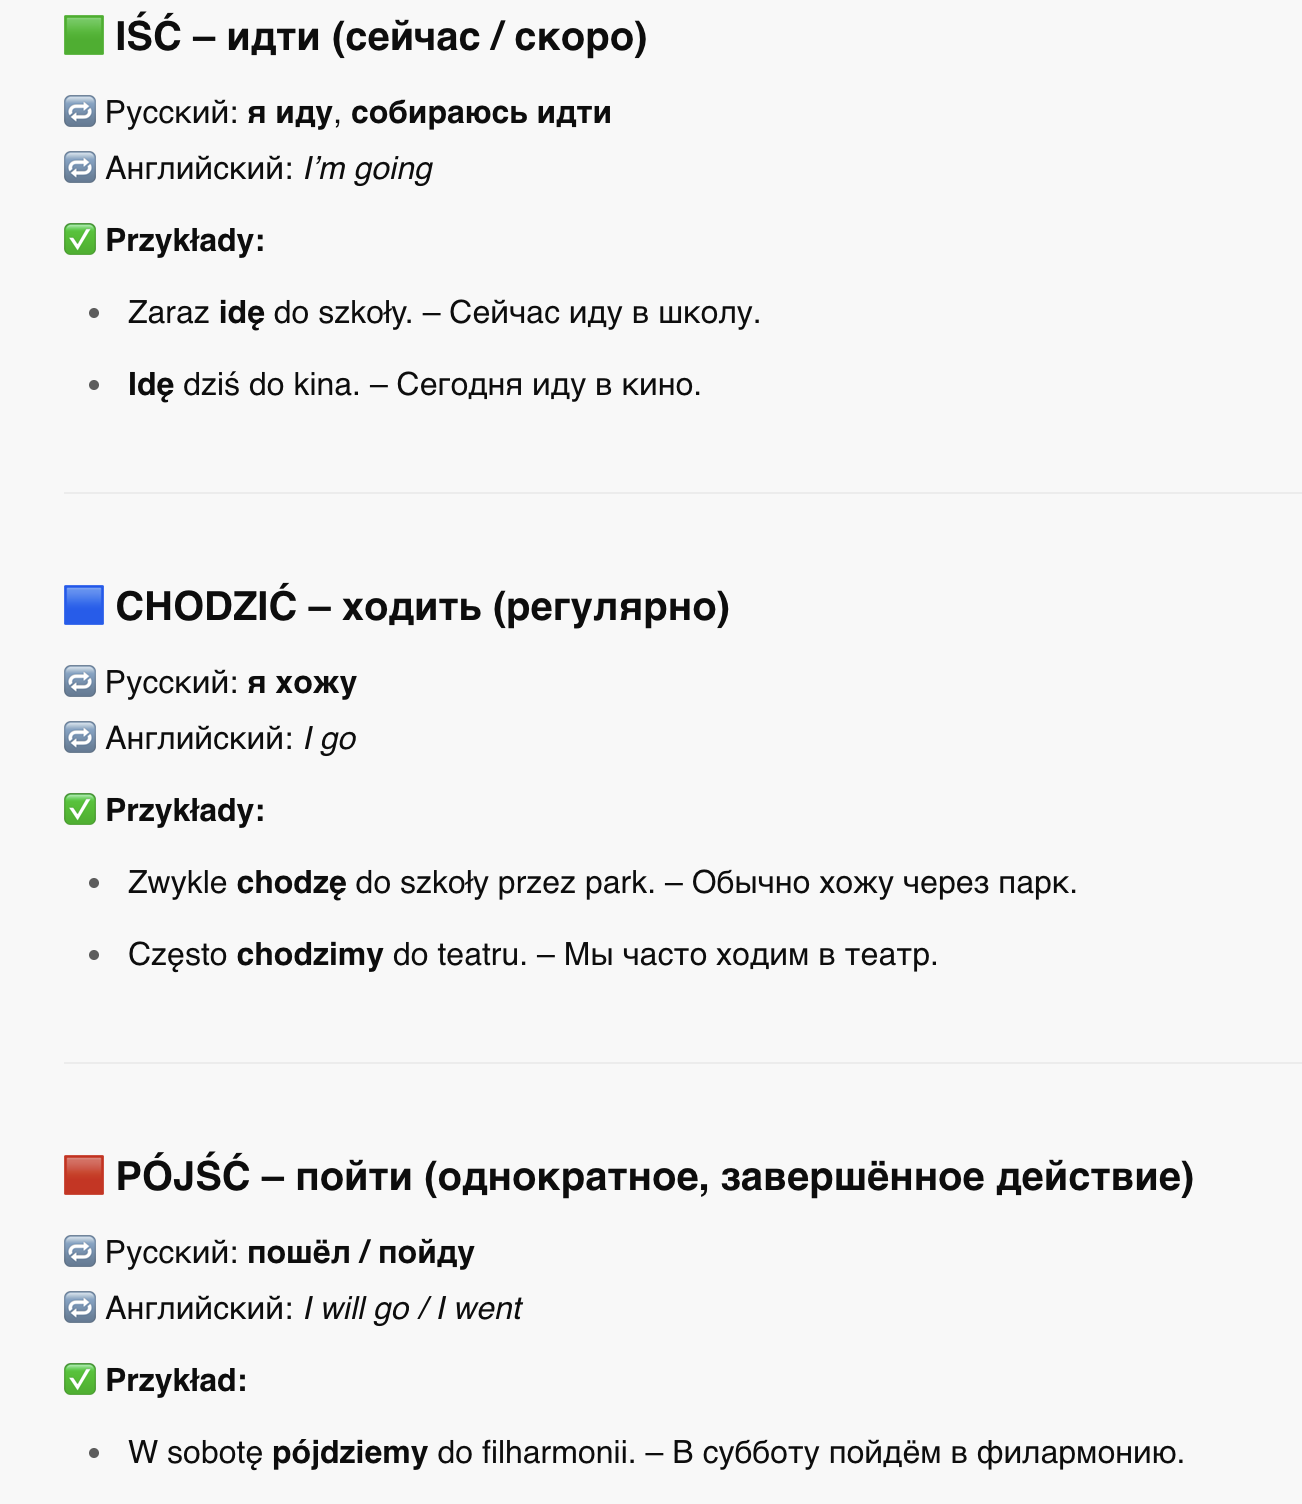 🟩 IŚĆ – идти (сейчас / скоро)
🔁 Русский: я иду, собираюсь идти
🔁 Английский: I’m going
✅ Przykłady:
• Zaraz idę do szkoły. – Сейчас иду в школу.
• Idę dziś do kina. – Сегодня иду в кино.
🟦 CHODZIĆ – ходить (регулярно)
🔁 Русский: я хожу
🔁 Английский: I go
✅ Przykłady:
• Zwykle chodzę do szkoły przez park. – Обычно хожу через парк.
• Często chodzimy do teatru. – Мы часто ходим в театр.
🟥 PÓJŚĆ – пойти (однократное, завершённое действие)
🔁 Русский: пошёл / пойду
🔁 Английский: I will go / I went
✅ Przykład:
• W sobotę pójdziemy do filharmonii. – В субботу пойдём в филармонию.